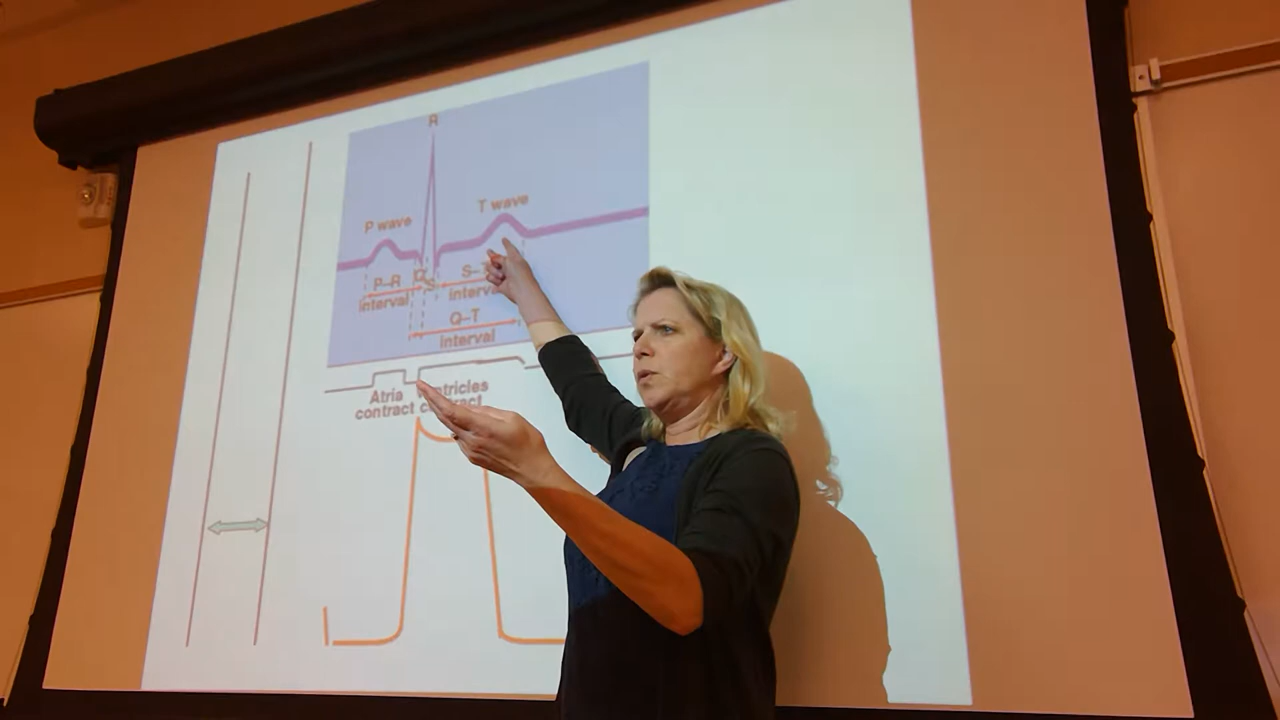 R
T wave
P wave
Q
S
P–R
interval
S–T
interval
Q–T
interval
Atria
contract